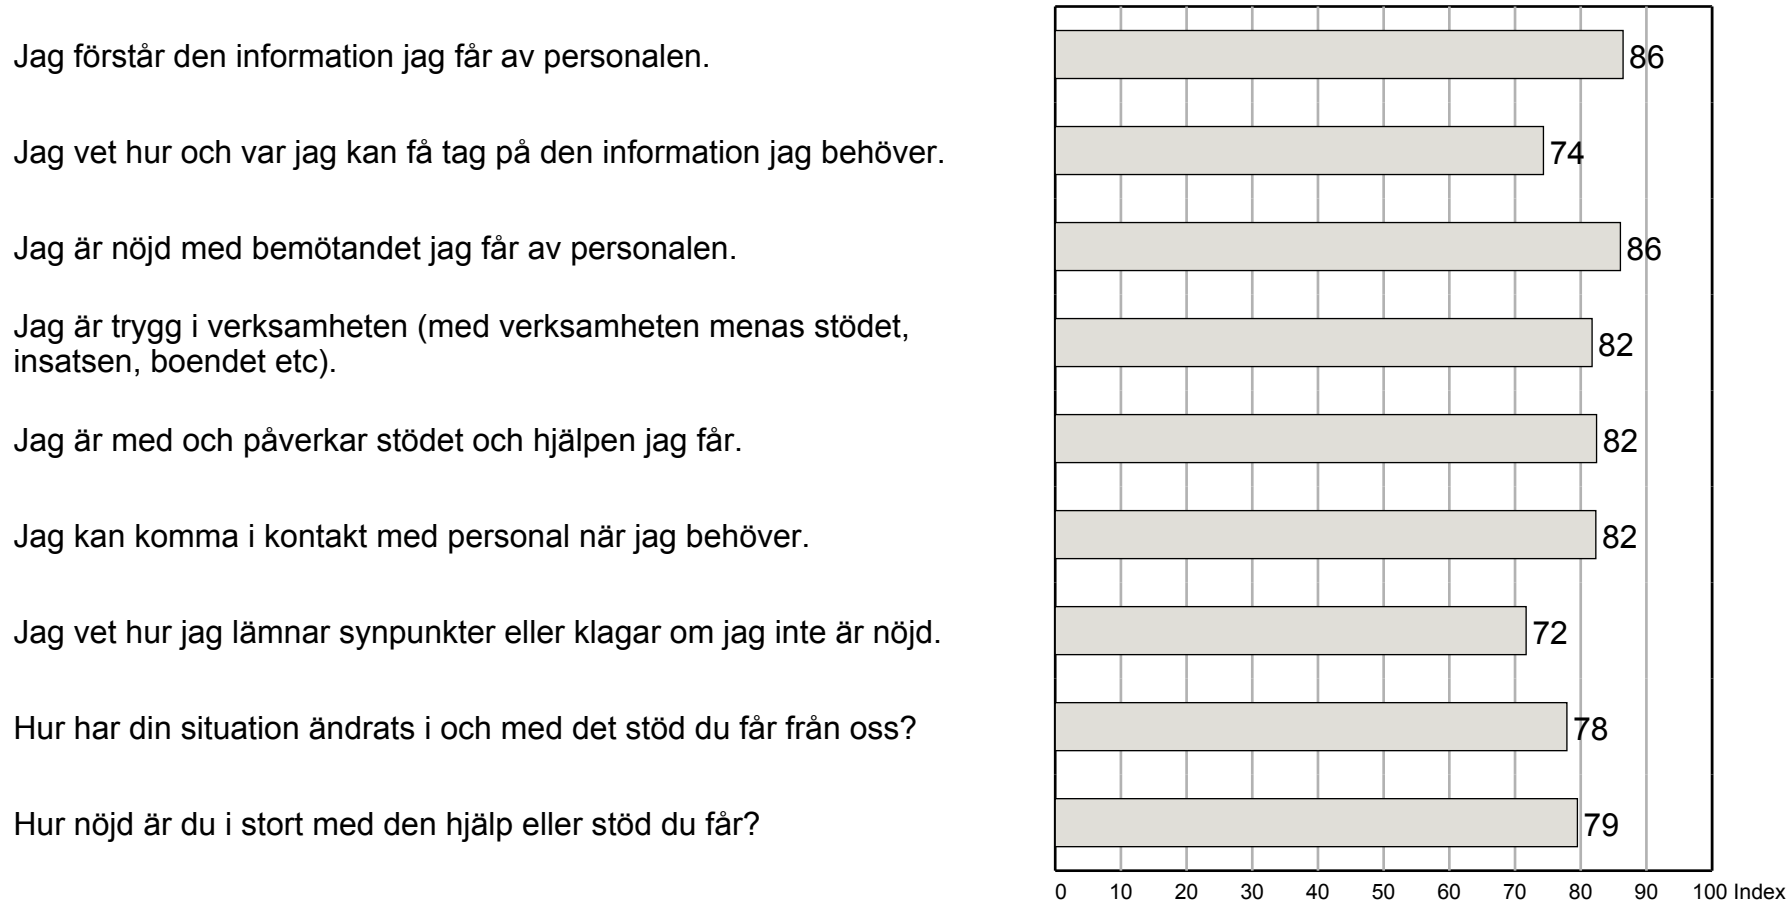 Jag förstår den information jag får av personalen.
86
Jag vet hur och var jag kan få tag på den information jag behöver.
74
Jag är nöjd med bemötandet jag får av personalen.
86
Jag är trygg i verksamheten (med verksamheten menas stödet,
insatsen, boendet etc).
82
Jag är med och påverkar stödet och hjälpen jag får.
82
Jag kan komma i kontakt med personal när jag behöver.
82
Jag vet hur jag lämnar synpunkter eller klagar om jag inte är nöjd.
72
Hur har din situation ändrats i och med det stöd du får från oss?
78
Hur nöjd är du i stort med den hjälp eller stöd du får?
79
0 10 20 30 40 50 60 70 80 90 100 Index